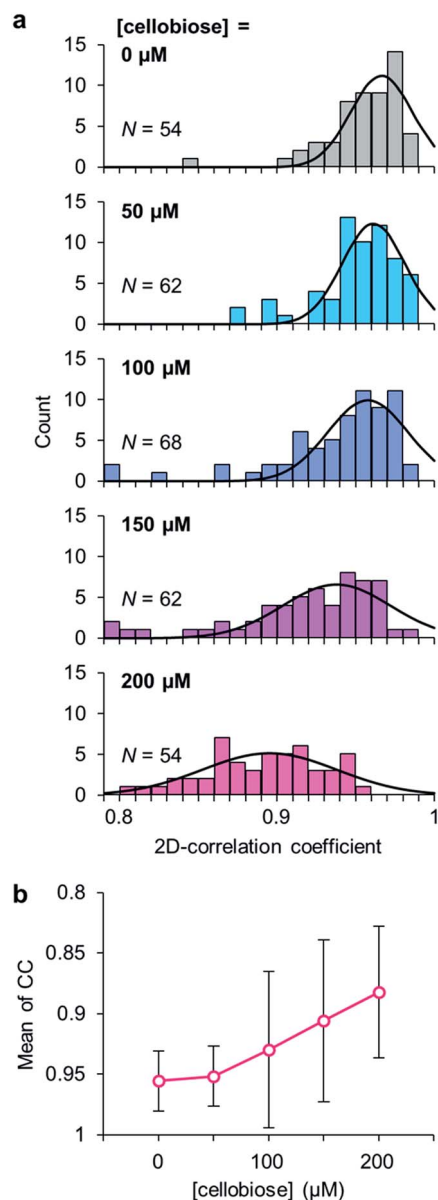 a
[cellobiose] =
0 µM
N = 54
15
10
5
0
50 µM
N = 62
15
10
5
0
100 µM
N = 68
15
10
5
0
Count
150 µM
N = 62
15
10
5
0
200 µM
N = 54
15
10
5
0
0.8 0.9 1
2D-correlation coefficient
b
0.8
0.85
0.9
0.95
1
Mean of CC
0 100 200
[cellobiose] (µM)